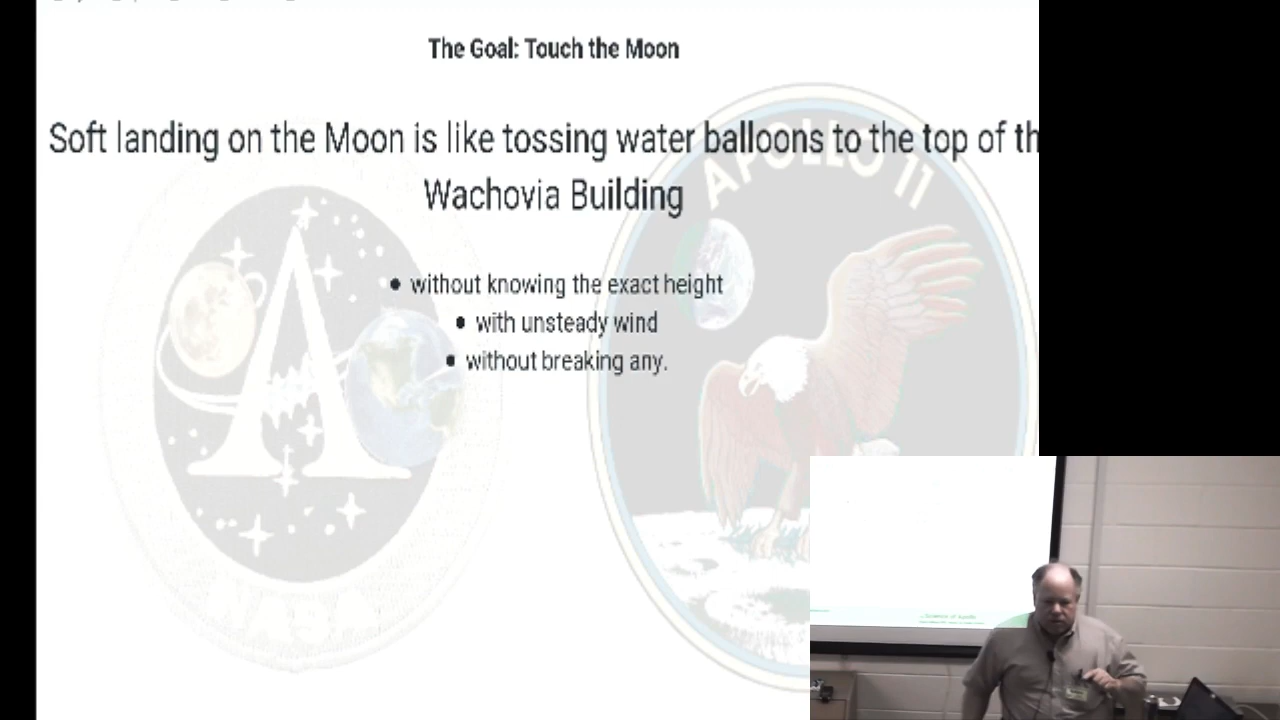 The Goal: Touch the Moon
Soft landing on the Moon is like tossing water balloons to the top of th
Wachovia Building
APOLLO 11
• without knowing the exact height
• with unsteady wind
• without breaking any.